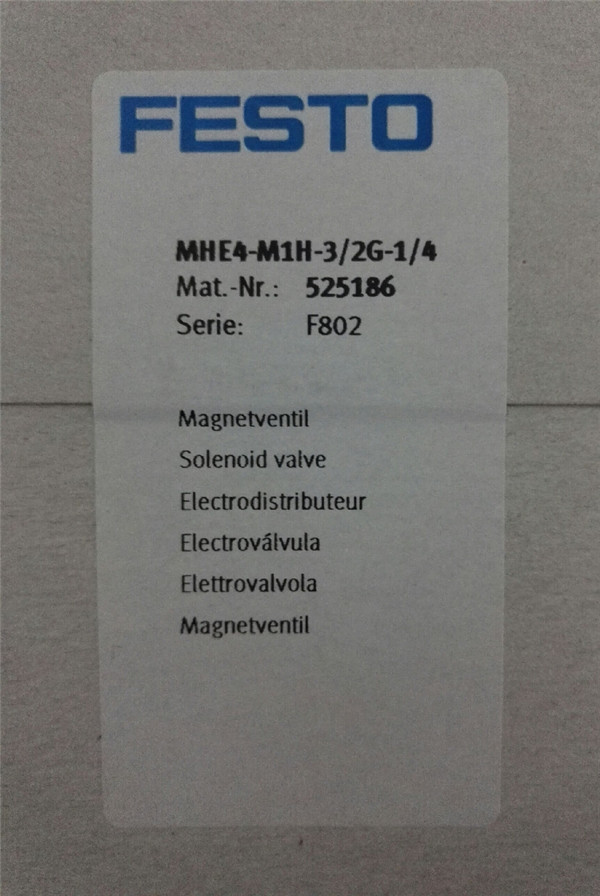 FESTO
MHE4-M1H-3/2G-1/4
Mat.-Nr.: 525186
Serie: F802
Magnetventil
Solenoid valve
Electrodistributeur
Electroválvula
Elettrovalvola
Magnetventil